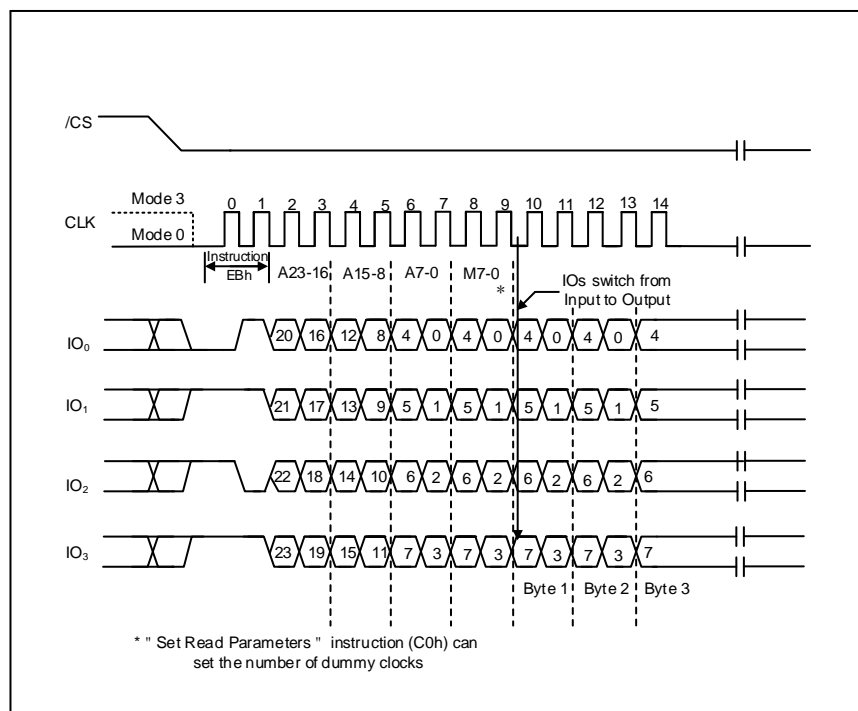 /CS
Mode 3
0 1 2 3 4 5 6 7 8 9 10 11 12 13 14
CLK
Mode 0
Instruction
EBh
A23-16 A15-8 A7-0 M7-0
*
IOs switch from
Input to Output
IO0 20 16 12 8 4 0 4 0 4 0 4 0 4
IO1 21 17 13 9 5 1 5 1 5 1 5 1 5
IO2 22 18 14 10 6 2 6 2 6 2 6 2 6
IO3 23 19 15 11 7 3 7 3 7 3 7 3 7
Byte 1 Byte 2 Byte 3
* " Set Read Parameters " instruction (C0h) can
set the number of dummy clocks